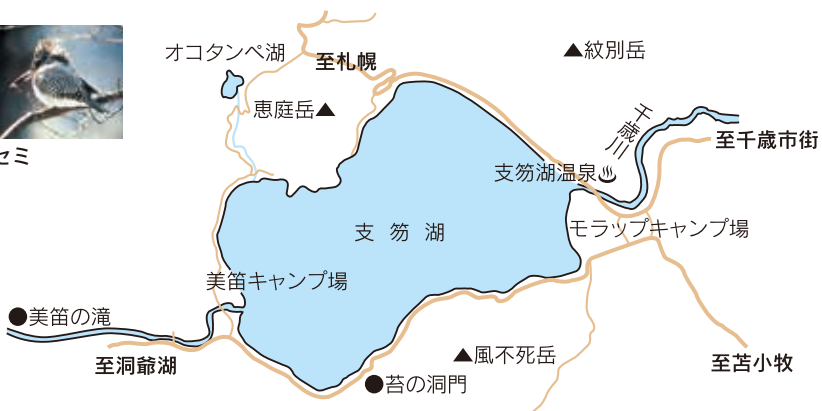 オコタンペ湖
至札幌
▲紋別岳
恵庭岳▲
千歳川
至千歳市街
セミ
支笏湖温泉♨
支笏湖
モラップキャンプ場
美笛キャンプ場
●美笛の滝
至洞爺湖
▲風不死岳
至苫小牧
●苔の洞門